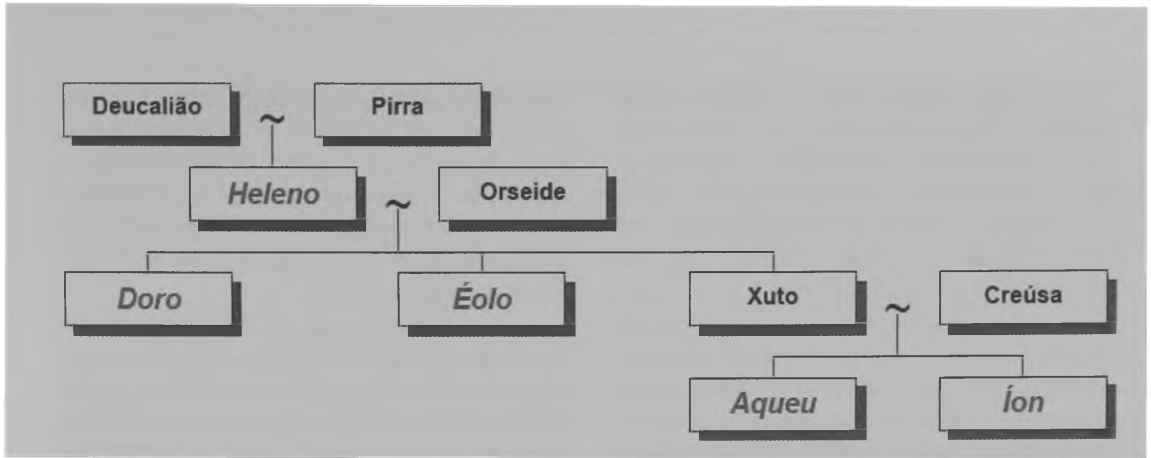 Deucalião ~ Pirra
Heleno ~ Orseide
Doro Éolo Xuto ~ Creúsa
Aqueu Íon